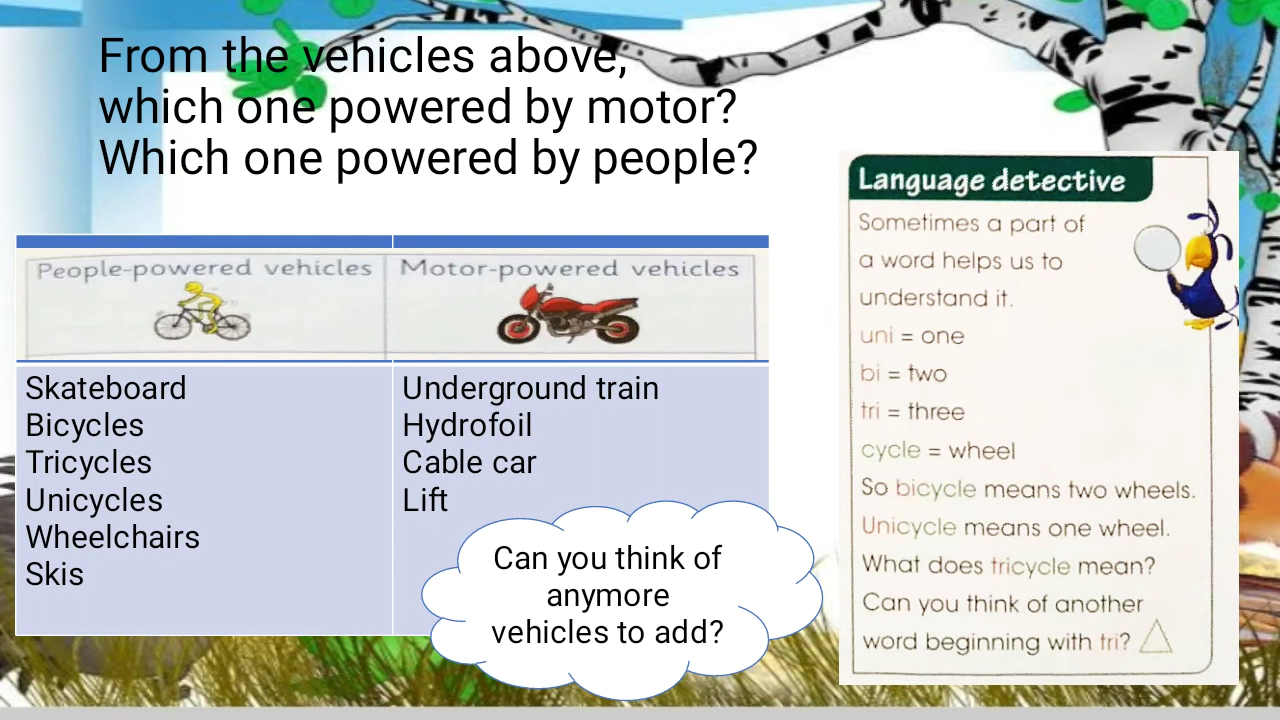 From the vehicles above,
which one powered by motor?
Which one powered by people?
People-powered vehicles
Motor-powered vehicles
Skateboard
Bicycles
Tricycles
Unicycles
Wheelchairs
Skis
Underground train
Hydrofoil
Cable car
Lift
Can you think of
anymore
vehicles to add?
Language detective
Sometimes a part of
a word helps us to
understand it.
uni = one
bi = two
tri = three
cycle = wheel
So bicycle means two wheels.
Unicycle means one wheel.
What does tricycle mean?
Can you think of another
word beginning with tri?